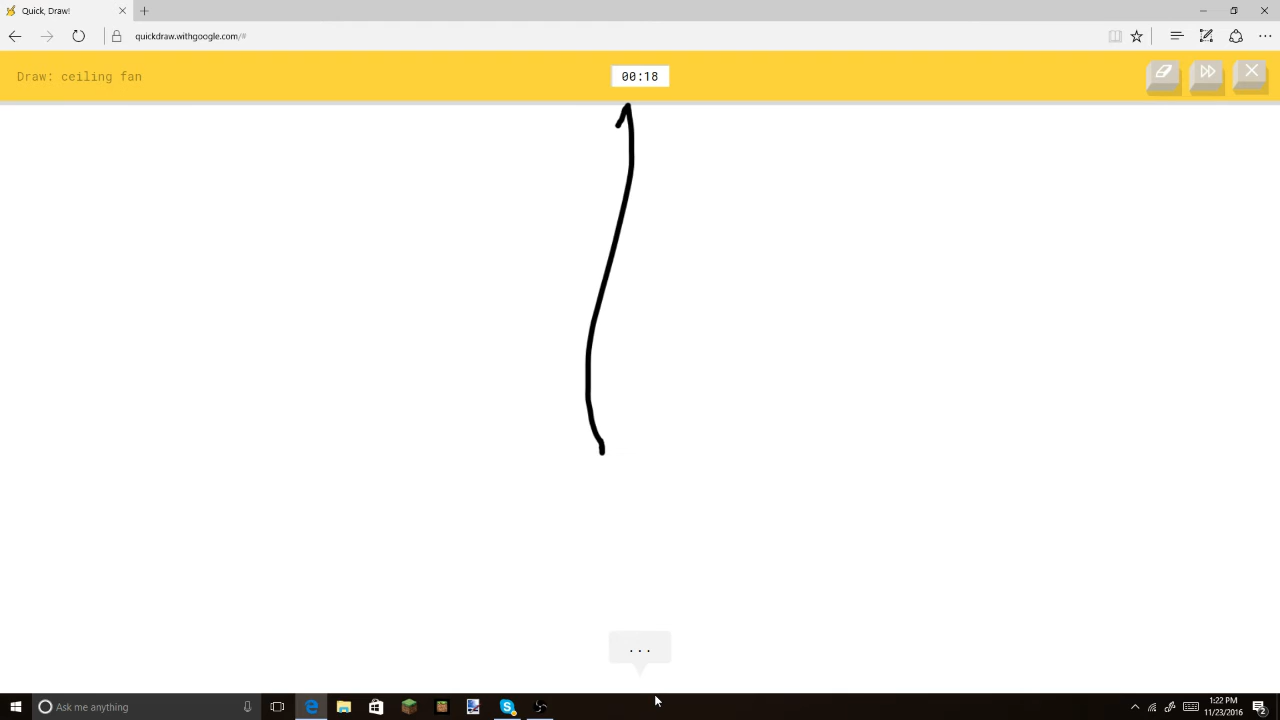 Quick, Draw!
quickdraw.withgoogle.com/#
Draw: ceiling fan
00:18
...
Ask me anything
1:22 PM
11/23/2016
2